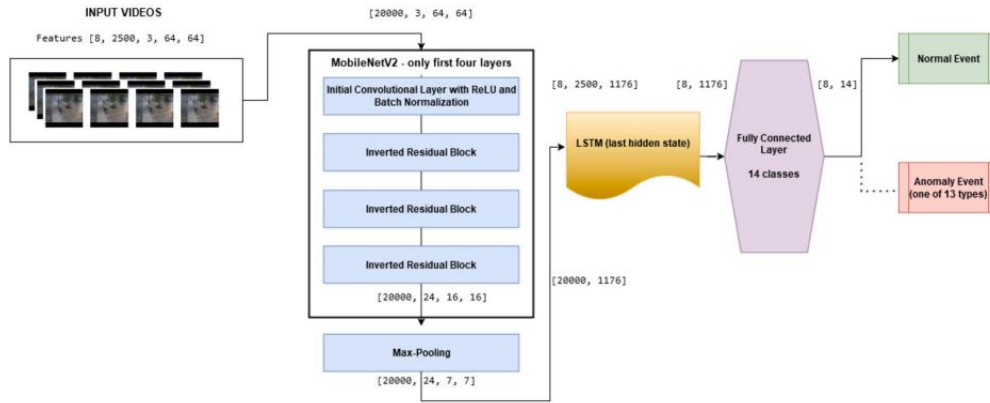 INPUT VIDEOS
Features [8, 2500, 3, 64, 64]
[20000, 3, 64, 64]
MobileNetV2 - only first four layers
Initial Convolutional Layer with ReLU and
Batch Normalization
Inverted Residual Block
Inverted Residual Block
Inverted Residual Block
[20000, 24, 16, 16]
Max-Pooling
[20000, 24, 7, 7]
[20000, 1176]
[8, 2500, 1176]
LSTM (last hidden state)
[8, 1176]
Fully Connected
Layer
14 classes
[8, 14]
Normal Event
Anomaly Event
(one of 13 types)